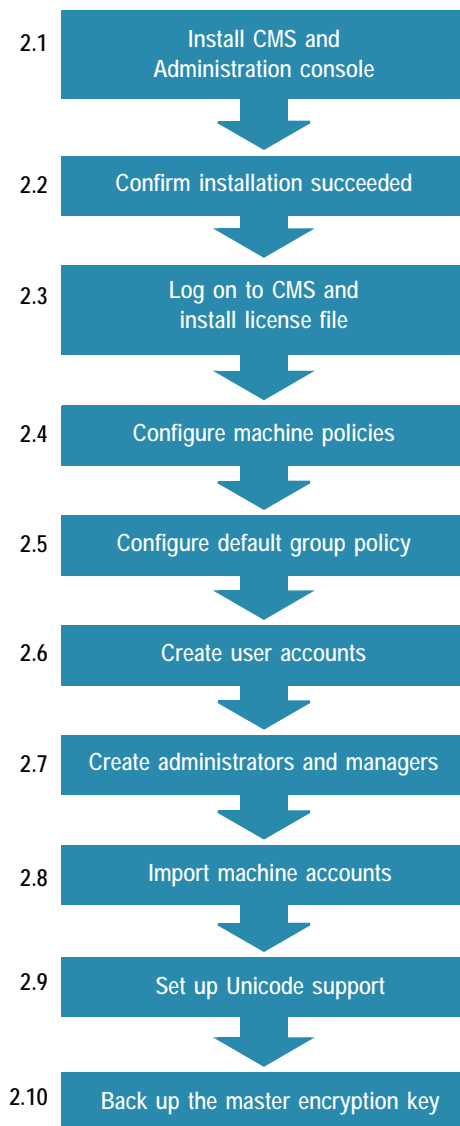 2.1
Install CMS and
Administration console
2.2
Confirm installation succeeded
2.3
Log on to CMS and
install license file
2.4
Configure machine policies
2.5
Configure default group policy
2.6
Create user accounts
2.7
Create administrators and managers
2.8
Import machine accounts
2.9
Set up Unicode support
2.10
Back up the master encryption key